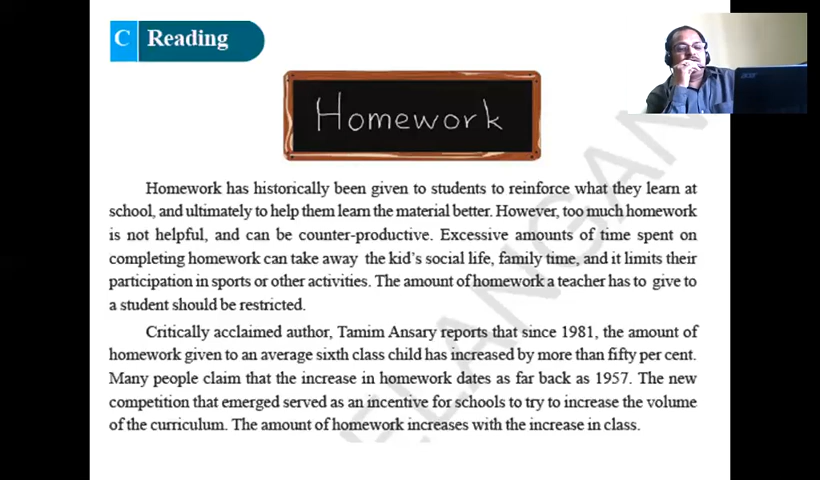 C Reading
Homework
Homework has historically been given to students to reinforce what they learn at
school, and ultimately to help them learn the material better. However, too much homework
is not helpful, and can be counter-productive. Excessive amounts of time spent on
completing homework can take away the kid's social life, family time, and it limits their
participation in sports or other activities. The amount of homework a teacher has to give to
a student should be restricted.
Critically acclaimed author, Tamim Ansary reports that since 1981, the amount of
homework given to an average sixth class child has increased by more than fifty per cent.
Many people claim that the increase in homework dates as far back as 1957. The new
competition that emerged served as an incentive for schools to try to increase the volume
of the curriculum. The amount of homework increases with the increase in class.